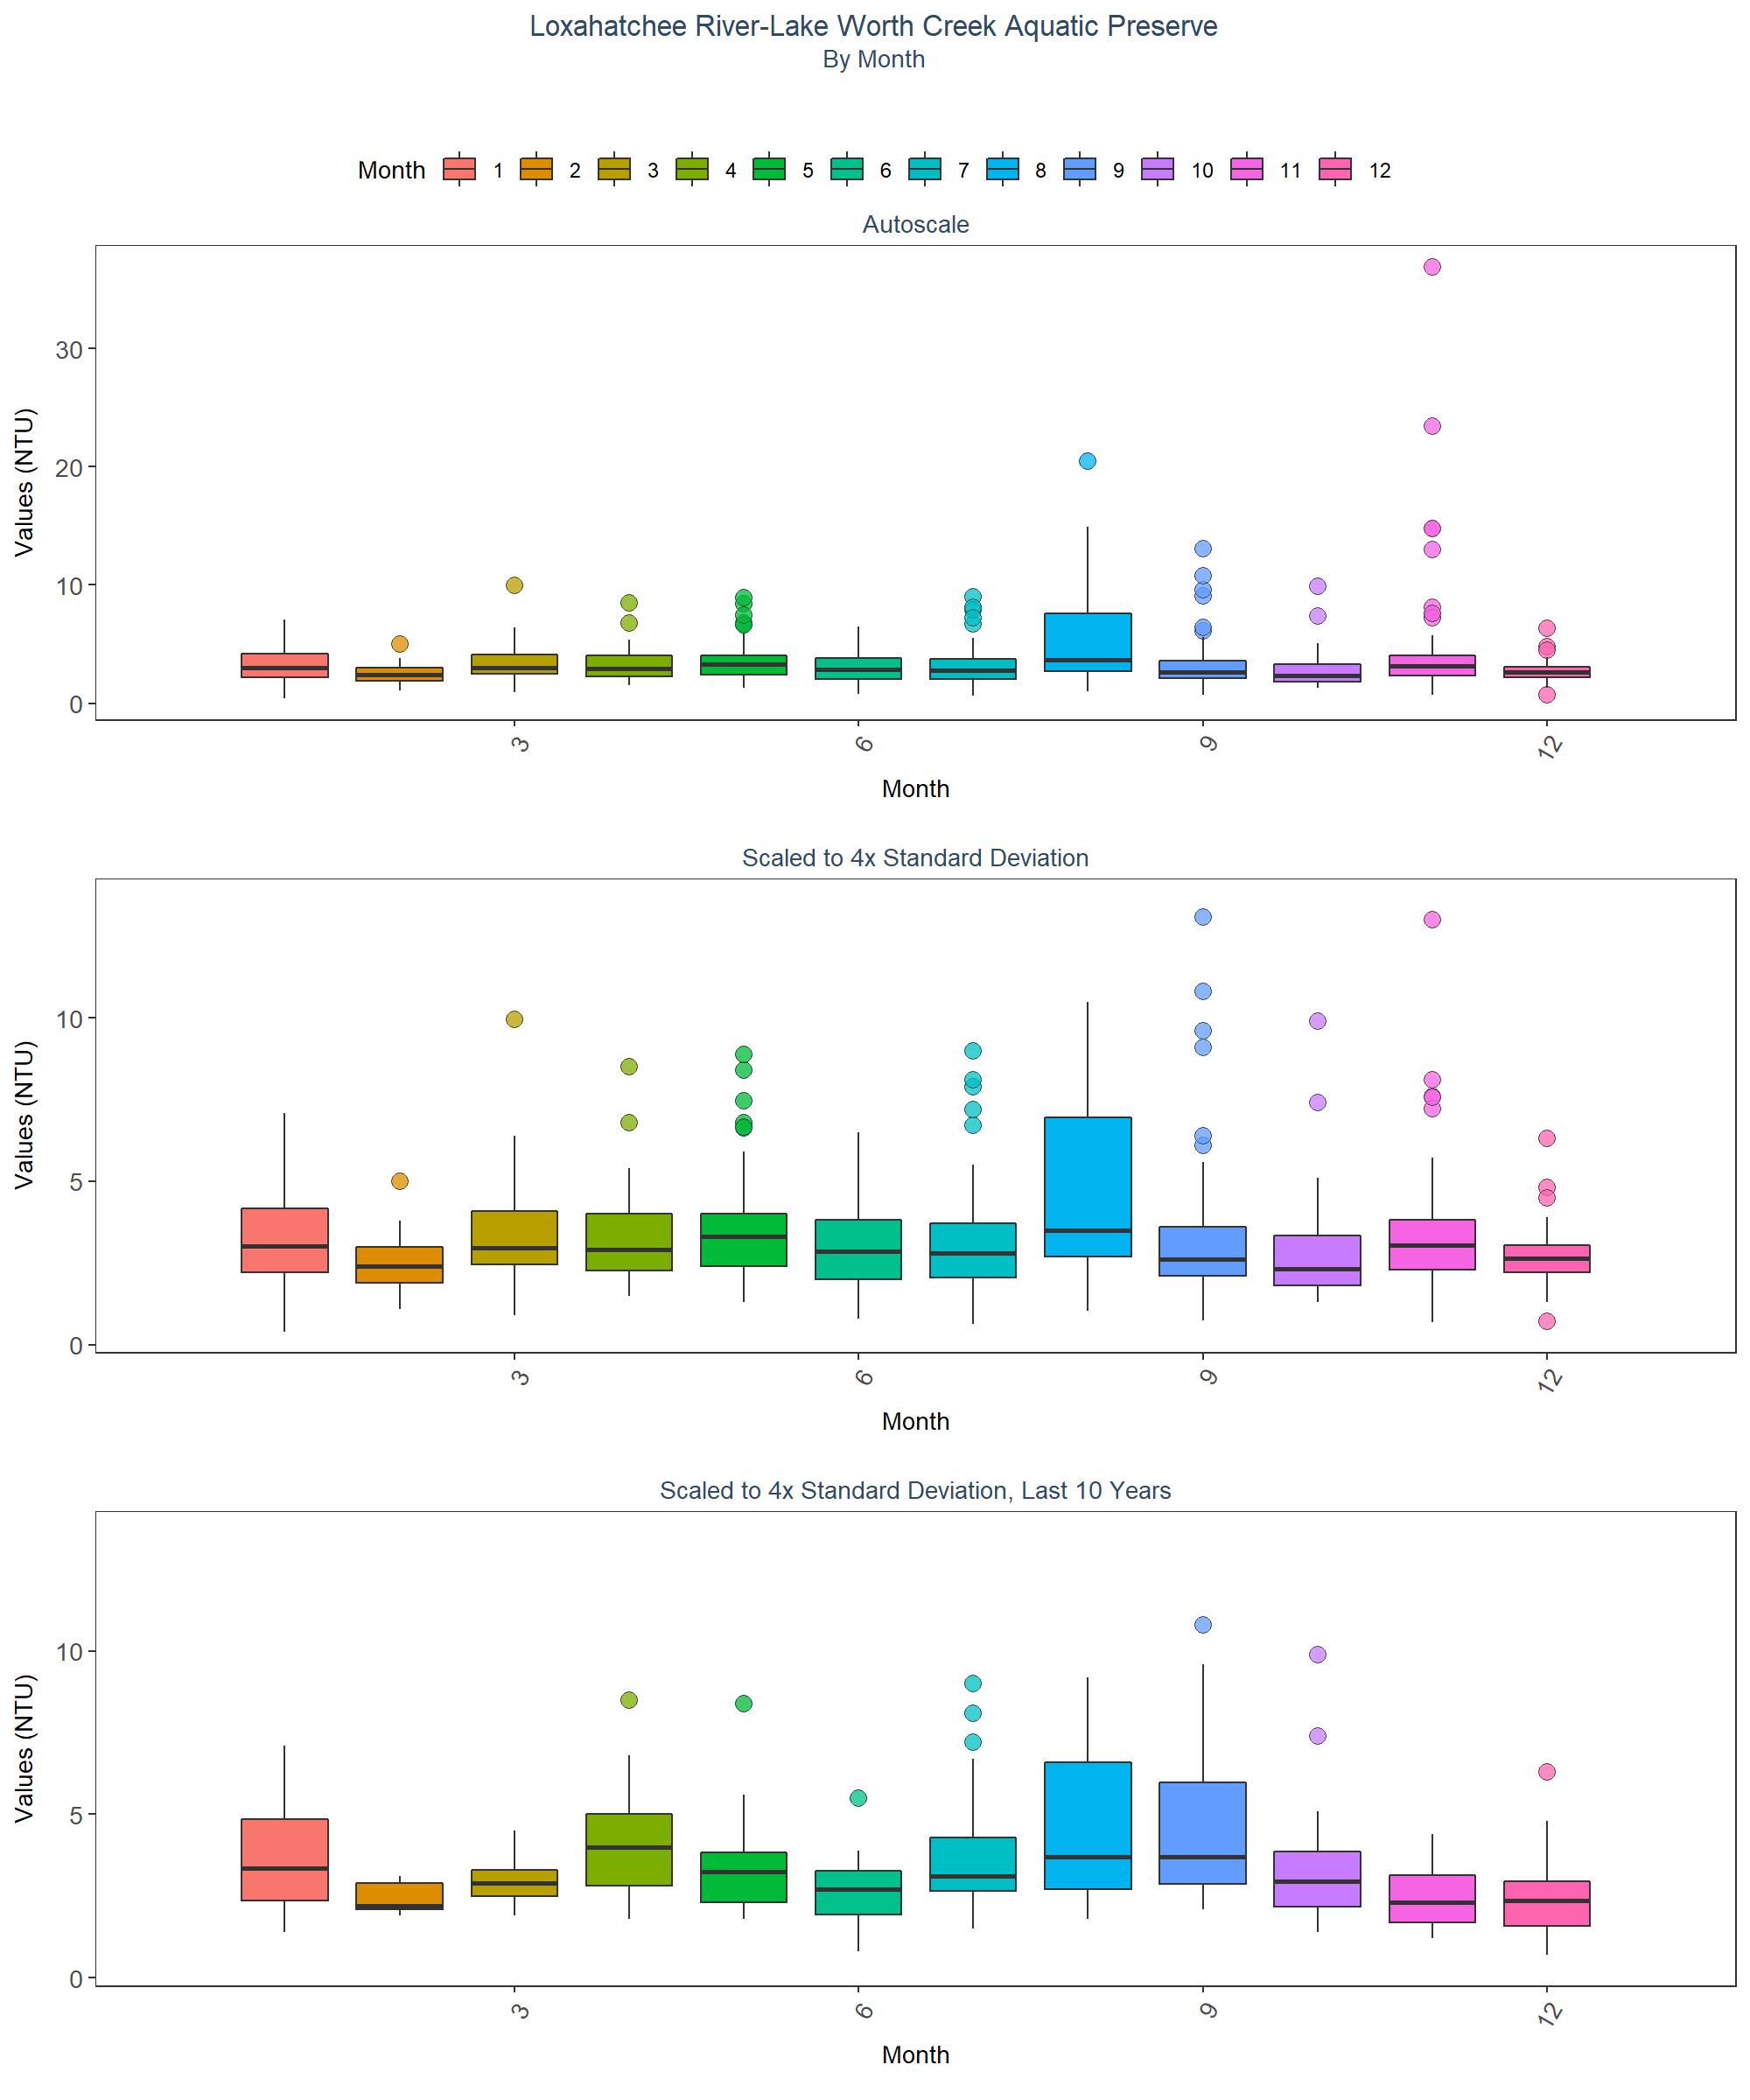 Loxahatchee River-Lake Worth Creek Aquatic Preserve
By Month
Month 1 2 3 4 5 6 7 8 9 10 11 12
Autoscale
Values (NTU)
30
20
10
0
3 6 9 12
Month
Scaled to 4x Standard Deviation
Values (NTU)
10
5
0
3 6 9 12
Month
Scaled to 4x Standard Deviation, Last 10 Years
Values (NTU)
10
5
0
3 6 9 12
Month